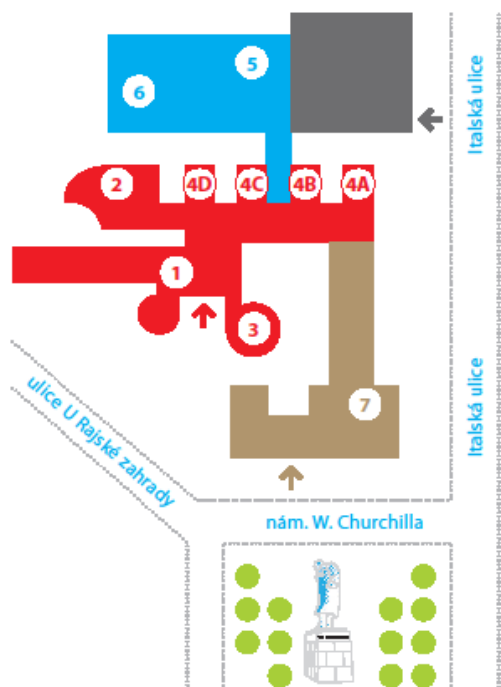 5
6
Italská ulice
2
4D
4C
4B
4A
1
3
7
Italská ulice
ulice U Rajské zahrady
nám. W. Churchilla